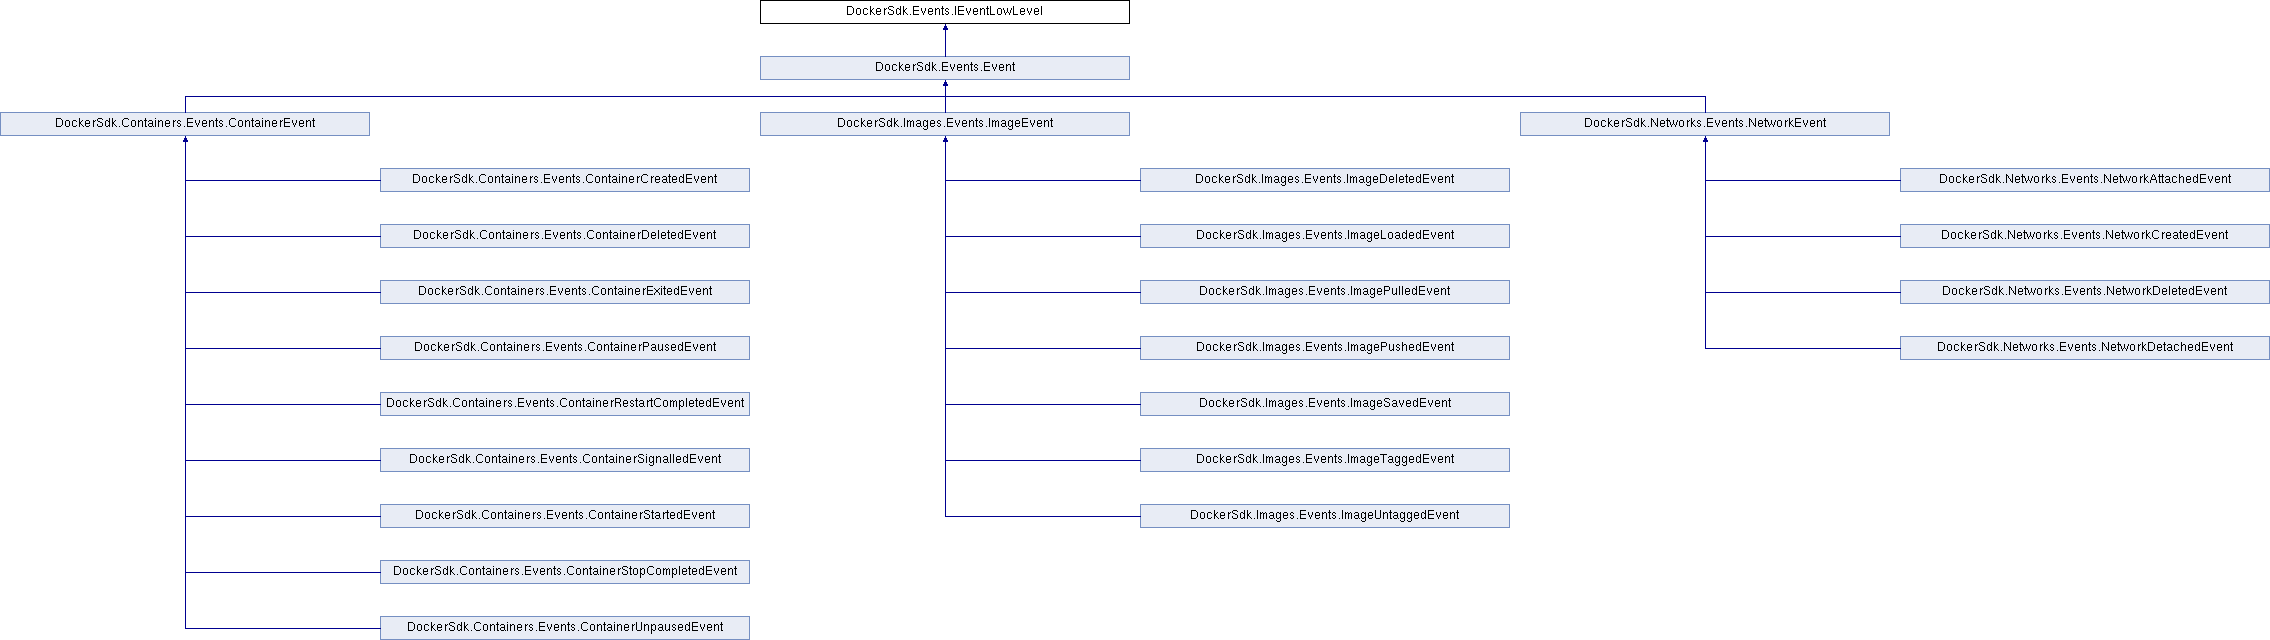 DockerSdk.Events.IEventLowLevel
DockerSdk.Events.Event
DockerSdk.Containers.Events.ContainerEvent
DockerSdk.Images.Events.ImageEvent
DockerSdk.Networks.Events.NetworkEvent
DockerSdk.Containers.Events.ContainerCreatedEvent
DockerSdk.Images.Events.ImageDeletedEvent
DockerSdk.Networks.Events.NetworkAttachedEvent
DockerSdk.Containers.Events.ContainerDeletedEvent
DockerSdk.Images.Events.ImageLoadedEvent
DockerSdk.Networks.Events.NetworkCreatedEvent
DockerSdk.Containers.Events.ContainerExitedEvent
DockerSdk.Images.Events.ImagePulledEvent
DockerSdk.Networks.Events.NetworkDeletedEvent
DockerSdk.Containers.Events.ContainerPausedEvent
DockerSdk.Images.Events.ImagePushedEvent
DockerSdk.Networks.Events.NetworkDetachedEvent
DockerSdk.Containers.Events.ContainerRestartCompletedEvent
DockerSdk.Images.Events.ImageSavedEvent
DockerSdk.Containers.Events.ContainerSignalledEvent
DockerSdk.Images.Events.ImageTaggedEvent
DockerSdk.Containers.Events.ContainerStartedEvent
DockerSdk.Images.Events.ImageUntaggedEvent
DockerSdk.Containers.Events.ContainerStopCompletedEvent
DockerSdk.Containers.Events.ContainerUnpausedEvent